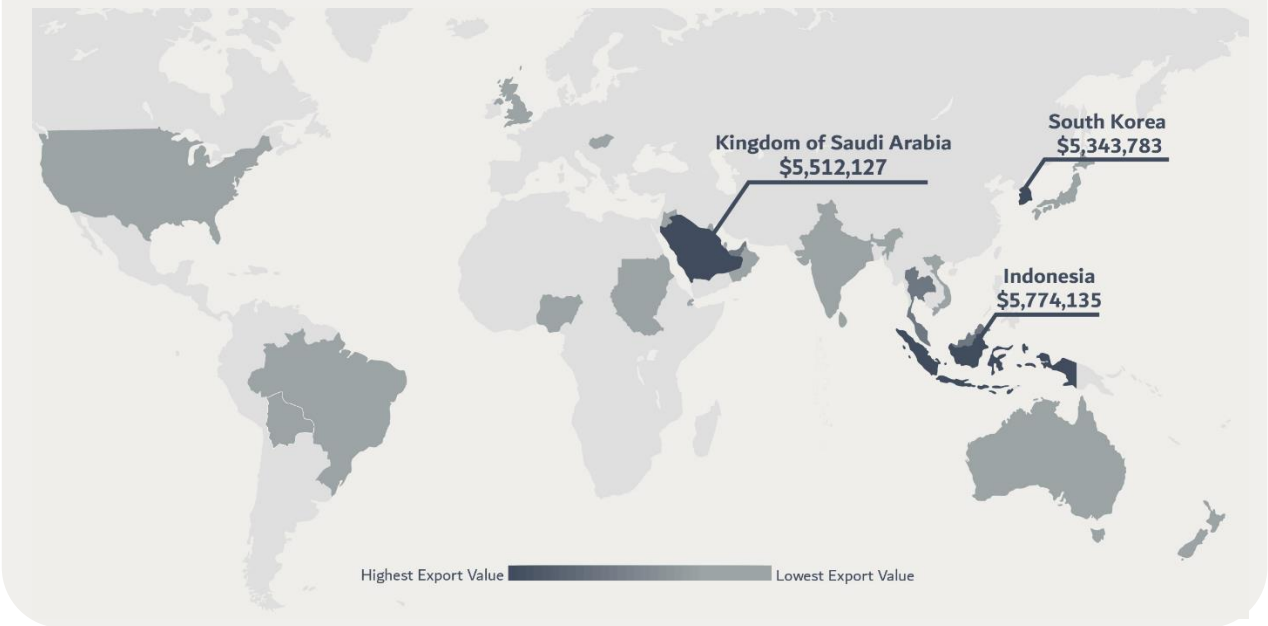 South Korea
$5,343,783
Kingdom of Saudi Arabia
$5,512,127
Indonesia
$5,774,135
Highest Export Value
Lowest Export Value